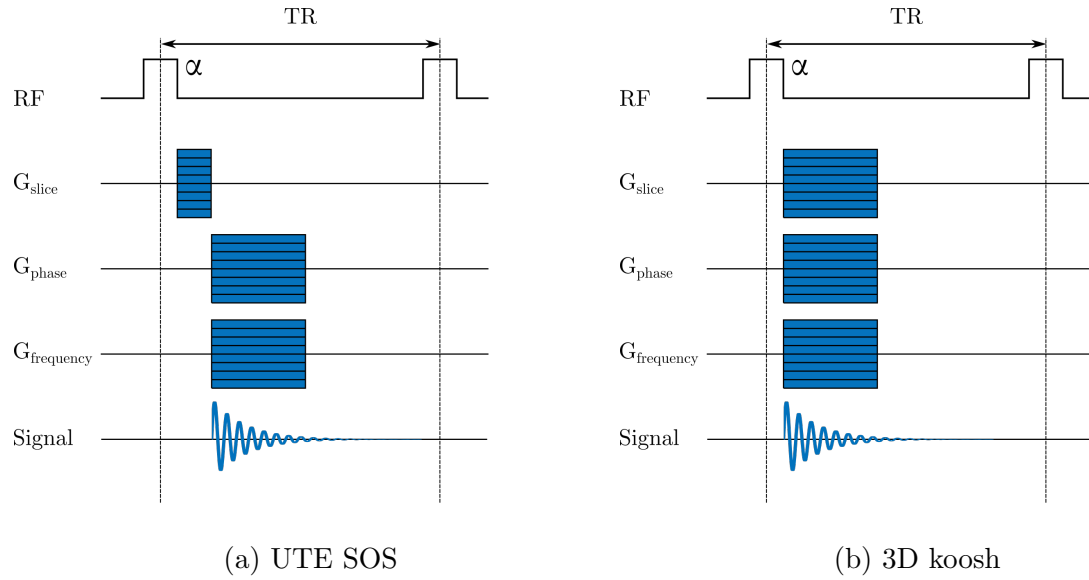 TR
α
RF
G_slice
G_phase
G_frequency
Signal
(a) UTE SOS
TR
α
RF
G_slice
G_phase
G_frequency
Signal
(b) 3D koosh